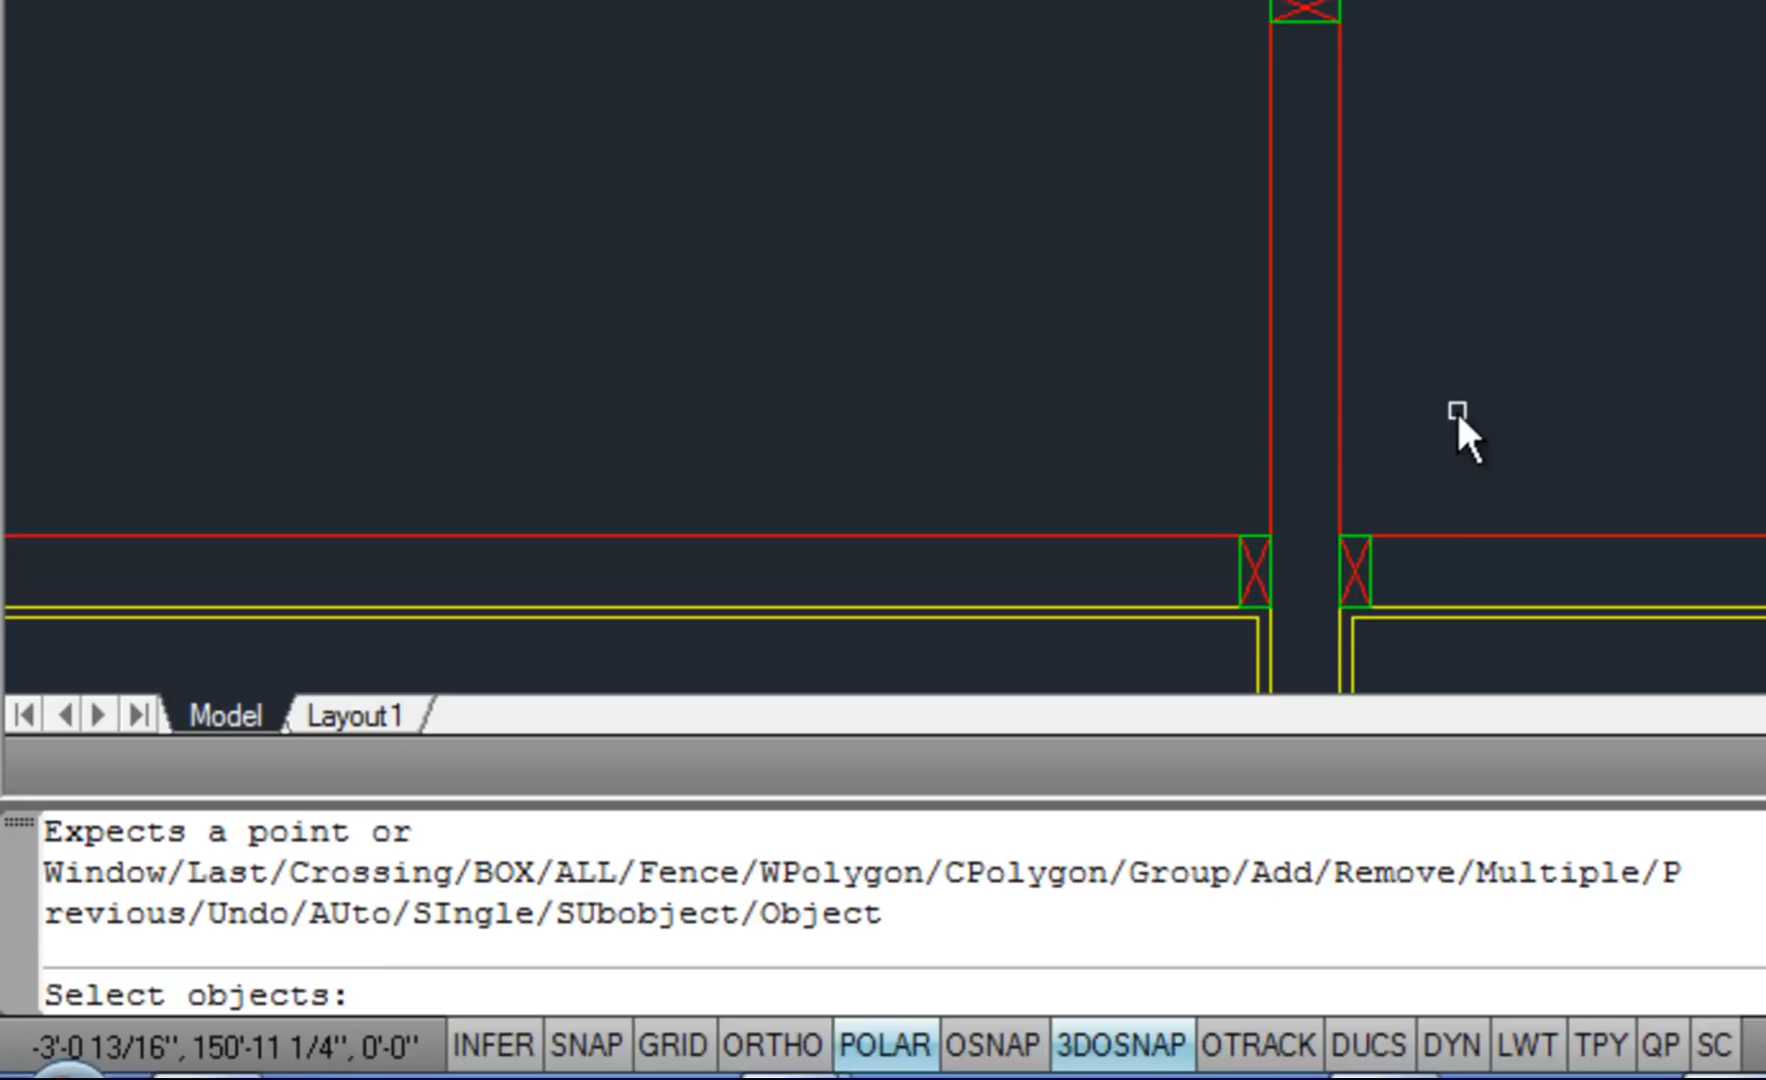 Model Layout1
Expects a point or
Window/Last/Crossing/BOX/ALL/Fence/WPolygon/CPolygon/Group/Add/Remove/Multiple/P
revious/Undo/AUto/SIngle/SUbobject/Object
Select objects:
-3'-0 13/16", 150'-11 1/4", 0'-0" INFER SNAP GRID ORTHO POLAR OSNAP 3DOSNAP OTRACK DUCS DYN LWT TPY QP SC